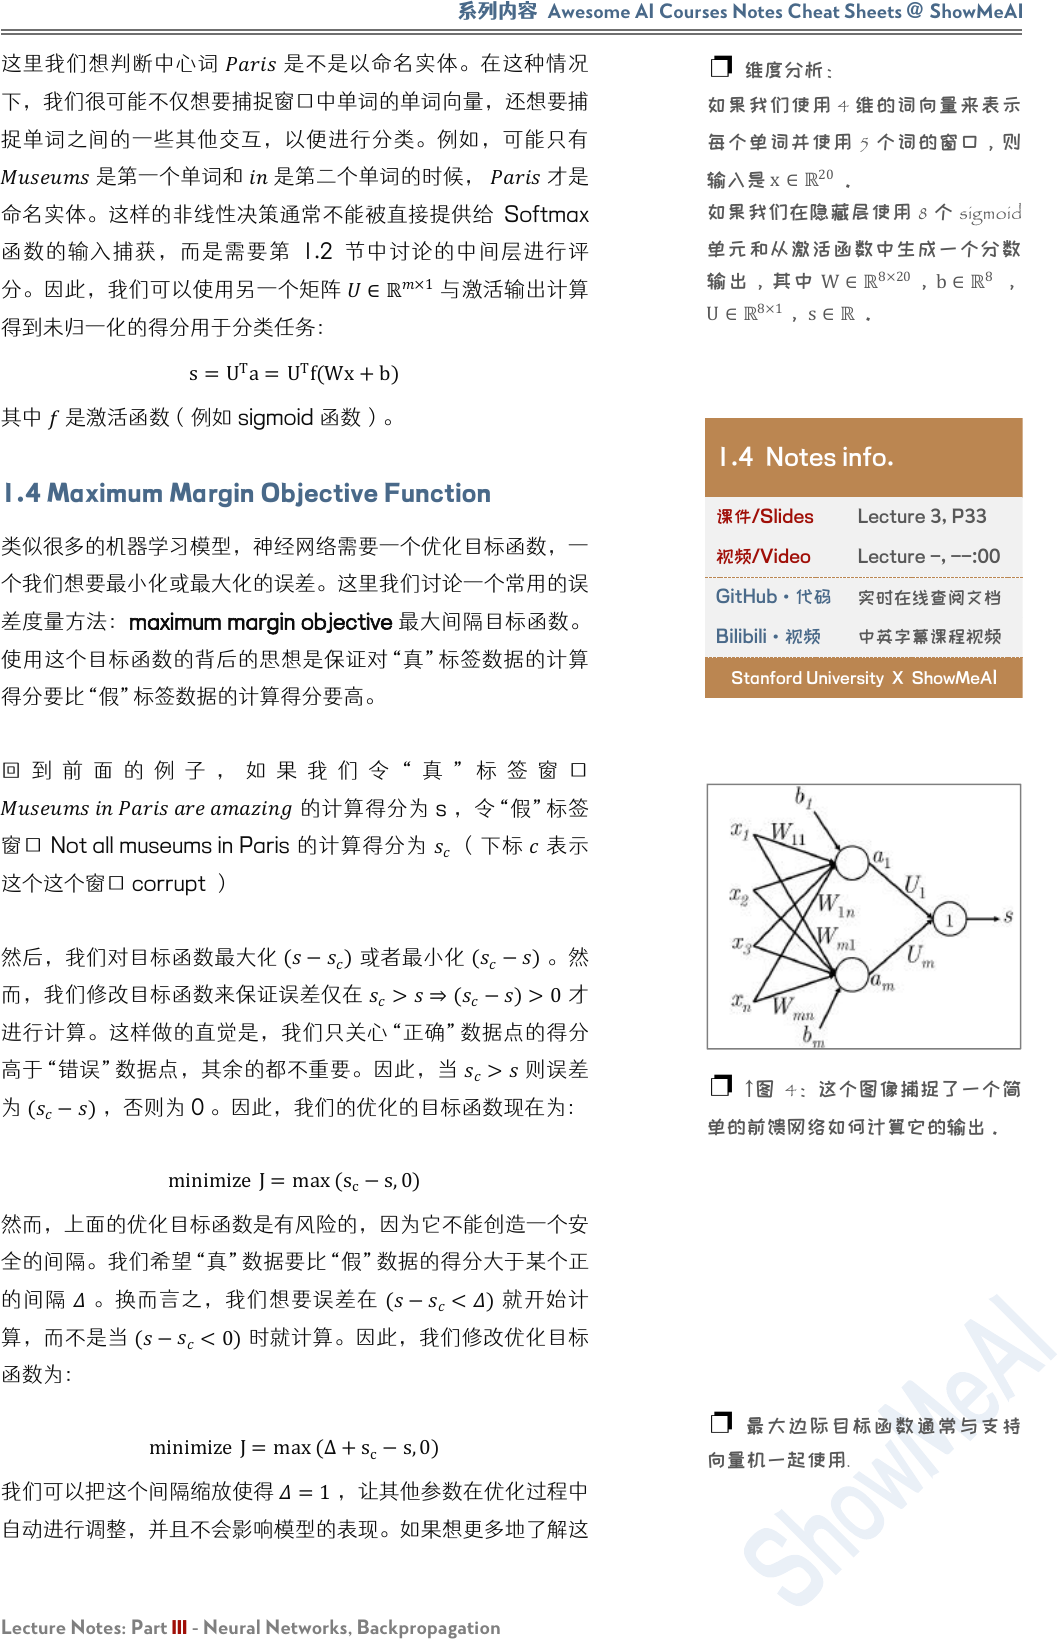 系列内容 Awesome AI Courses Notes Cheat Sheets @ ShowMeAI
这里我们想判断中心词 Paris 是不是以命名实体。在这种情况
下，我们很可能不仅想要捕捉窗口中单词的单词向量，还想要捕
捉单词之间的一些其他交互，以便进行分类。例如，可能只有
Museums 是第一个单词和 in 是第二个单词的时候， Paris 才是
命名实体。这样的非线性决策通常不能被直接提供给 Softmax
函数的输入捕获，而是需要第 1.2 节中讨论的中间层进行评
分。因此，我们可以使用另一个矩阵 U ∈ ℝ^{m×1} 与激活输出计算
得到未归一化的得分用于分类任务：
s = U^T a = U^T f(Wx + b)
其中 f 是激活函数（例如 sigmoid 函数）。
1.4 Maximum Margin Objective Function
类似很多的机器学习模型，神经网络需要一个优化目标函数，一
个我们想要最小化或最大化的误差。这里我们讨论一个常用的误
差度量方法：maximum margin objective 最大间隔目标函数。
使用这个目标函数的背后的思想是保证对“真”标签数据的计算
得分要比“假”标签数据的计算得分要高。
回到前面的例子，如果我们令“真”标签窗口
Museums in Paris are amazing 的计算得分为 s ，令“假”标签
窗口 Not all museums in Paris 的计算得分为 s_c （下标 c 表示
这个这个窗口 corrupt ）
然后，我们对目标函数最大化 (s − s_c) 或者最小化 (s_c − s) 。然
而，我们修改目标函数来保证误差仅在 s_c > s ⇒ (s_c − s) > 0 才
进行计算。这样做的直觉是，我们只关心“正确”数据点的得分
高于“错误”数据点，其余的都不重要。因此，当 s_c > s 则误差
为 (s_c − s) ，否则为 0 。因此，我们的优化的目标函数现在为：
minimize J = max (s_c − s, 0)
然而，上面的优化目标函数是有风险的，因为它不能创造一个安
全的间隔。我们希望“真”数据要比“假”数据的得分大于某个正
的间隔 Δ 。换而言之，我们想要误差在 (s − s_c < Δ) 就开始计
算，而不是当 (s − s_c < 0) 时就计算。因此，我们修改优化目标
函数为：
minimize J = max (Δ + s_c − s, 0)
我们可以把这个间隔缩放使得 Δ = 1 ，让其他参数在优化过程中
自动进行调整，并且不会影响模型的表现。如果想更多地了解这
❐ 维度分析：
如果我们使用 4 维的词向量来表示
每个单词并使用 5 个词的窗口，则
输入是 x ∈ ℝ^{20} ．
如果我们在隐藏层使用 8 个 sigmoid
单元和从激活函数中生成一个分数
输出，其中 W ∈ ℝ^{8×20} ，b ∈ ℝ^8 ，
U ∈ ℝ^{8×1} ，s ∈ ℝ ．
1.4 Notes info.
课件/Slides Lecture 3, P33
视频/Video Lecture -, --:00
GitHub·代码 实时在线查阅文档
Bilibili·视频 中英字幕课程视频
Stanford University X ShowMeAI
b_1
x_1 W_11
a_1
U_1
x_2 W_1n
1 s
x_3 W_m1
U_m
a_m
x_n W_mn
b_m
❐ ↑图 4：这个图像捕捉了一个简
单的前馈网络如何计算它的输出．
❐ 最大边际目标函数通常与支持
向量机一起使用.
ShowMeAI
Lecture Notes: Part III - Neural Networks, Backpropagation